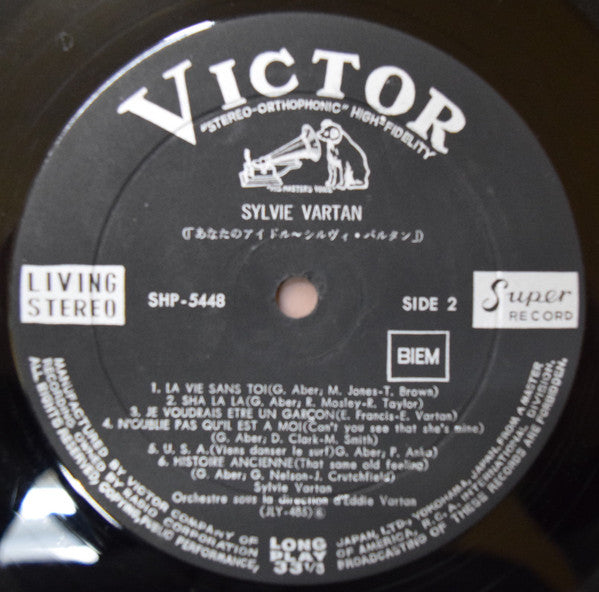 VICTOR
"STEREO-ORTHOPHONIC" HIGH FIDELITY
"HIS MASTER'S VOICE"
SYLVIE VARTAN
(「あなたのアイドル〜シルヴィ・バルタン」)
LIVING
STEREO
SHP-5448
SIDE 2
Super
RECORD
BIEM
1. LA VIE SANS TOI(G. Aber; M. Jones-T. Brown)
2. SHA LA LA(G. Aber; R. Mosley-R. Taylor)
3. JE VOUDRAIS ETRE UN GARÇON(E. Francis-E. Vartan)
4. N'OUBLIE PAS QU'IL EST A MOI(Can't you see that she's mine)
(G. Aber; D. Clark-M. Smith)
5. U. S. A.(Viens danser le surf)(G. Aber; P. Anka)
6. HISTOIRE ANCIENNE(That same old feeling)
(G. Aber; G. Nelson-J. Crutchfield)
Sylvie Vartan
Orchestre sous la direction d'Eddie Vartan
(JLY-485)
LONG
PLAY
33 1/3
MANUFACTURED BY VICTOR COMPANY OF JAPAN, LTD., YOKOHAMA, JAPAN, FROM A MASTER
RECORDING OWNED BY RADIO CORPORATION OF AMERICA, R.C.A. INTERNATIONAL DIVISION.
ALL RIGHTS RESERVED, COPYING, PUBLIC PERFORMANCE, BROADCASTING OF THESE RECORDS ARE FORBIDDEN.